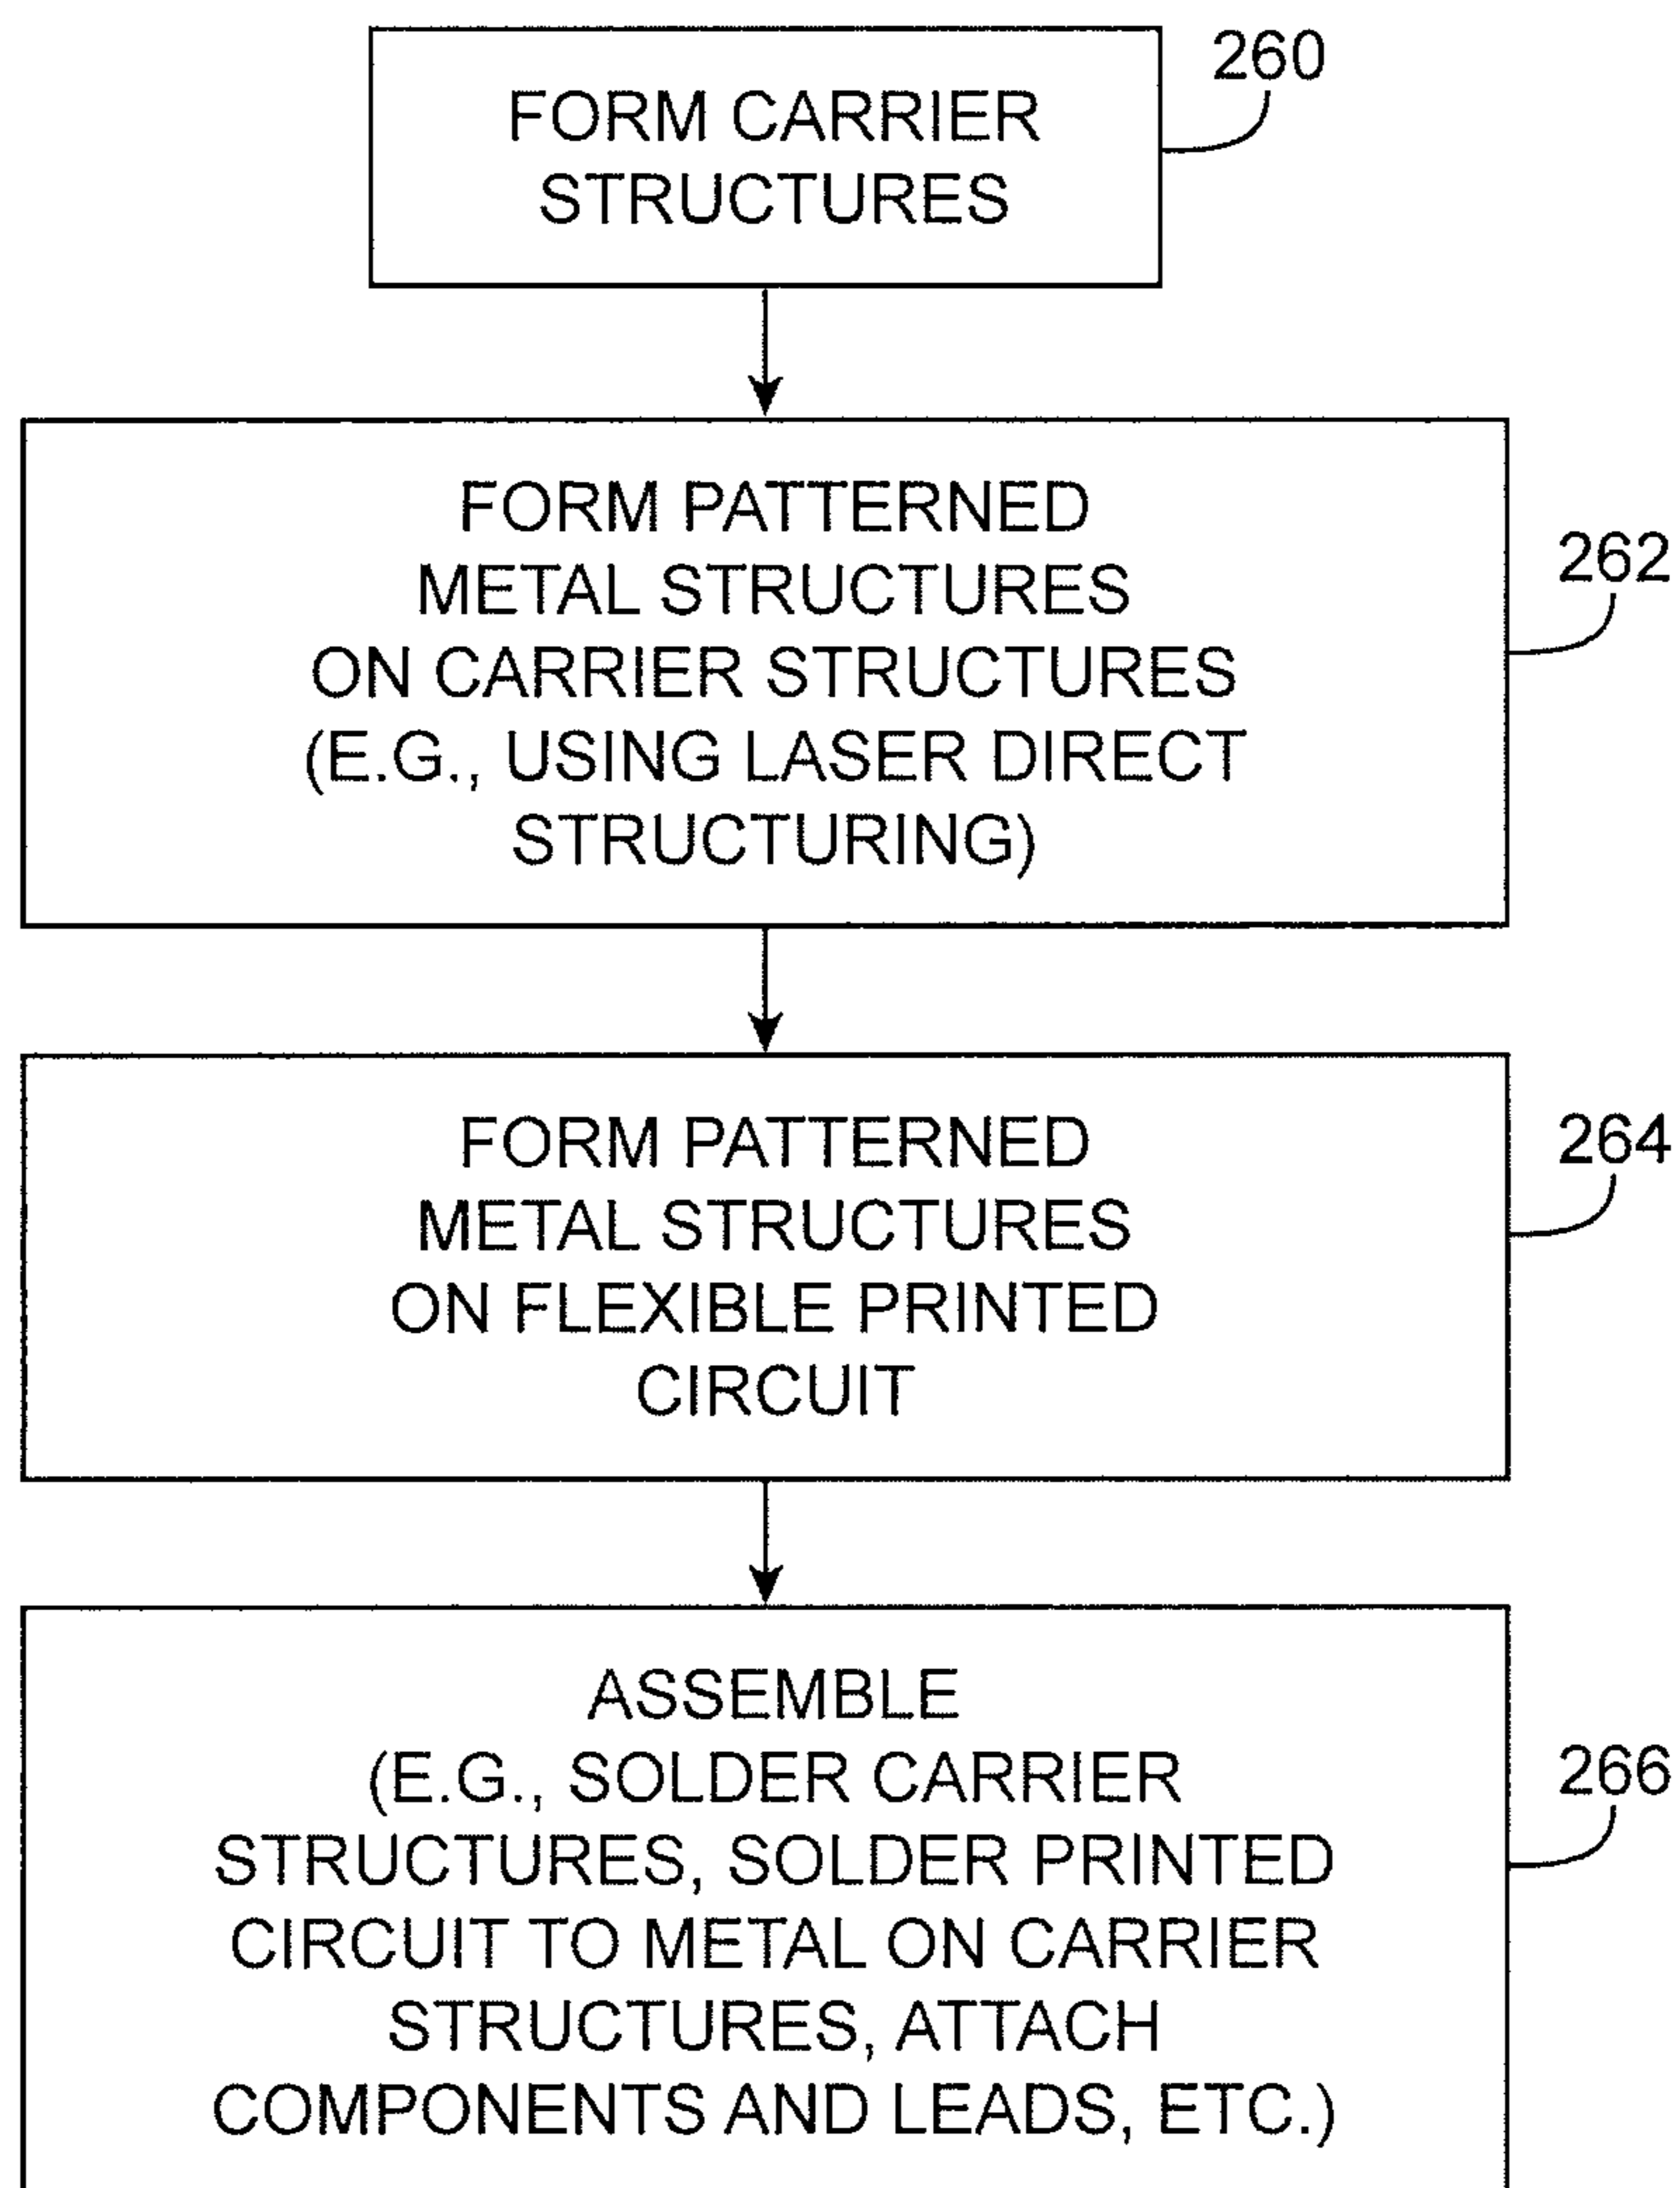 260
FORM CARRIER
STRUCTURES
262
FORM PATTERNED
METAL STRUCTURES
ON CARRIER STRUCTURES
(E.G., USING LASER DIRECT
STRUCTURING)
264
FORM PATTERNED
METAL STRUCTURES
ON FLEXIBLE PRINTED
CIRCUIT
266
ASSEMBLE
(E.G., SOLDER CARRIER
STRUCTURES, SOLDER PRINTED
CIRCUIT TO METAL ON CARRIER
STRUCTURES, ATTACH
COMPONENTS AND LEADS, ETC.)